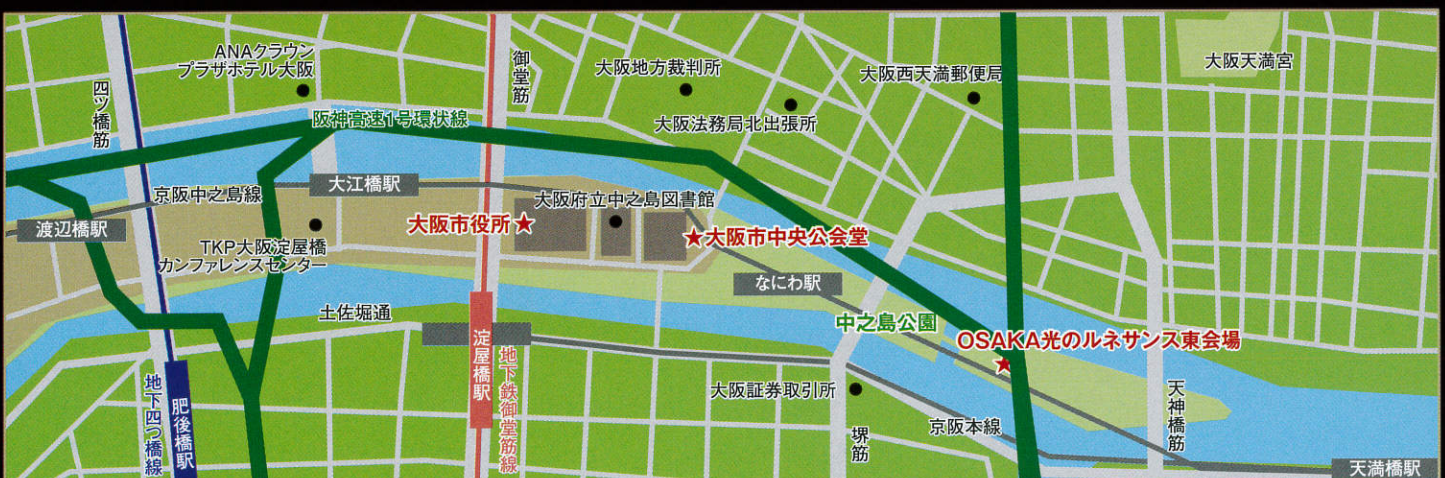 ANAクラウン
プラザホテル大阪
四ツ橋筋
阪神高速1号環状線
御堂筋
大阪地方裁判所
大阪法務局北出張所
大阪西天満郵便局
大阪天満宮
京阪中之島線
大江橋駅
渡辺橋駅
大阪市役所★
大阪府立中之島図書館
★大阪市中央公会堂
TKP大阪淀屋橋
カンファレンスセンター
なにわ駅
土佐堀通
中之島公園
OSAKA光のルネサンス東会場
淀屋橋駅
地下鉄御堂筋線
地下四つ橋線
肥後橋駅
大阪証券取引所
堺筋
京阪本線
天神橋筋
天満橋駅